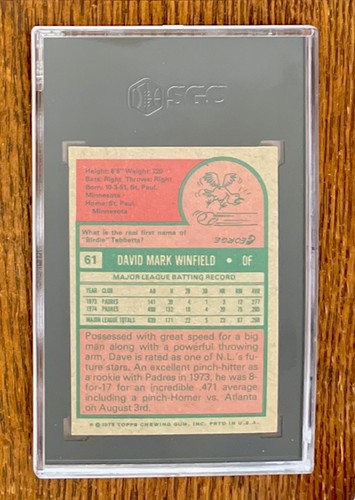 SGC
Height: 6'6" Weight: 220
Bats: Right Throws: Right
Born: 10-3-51, St. Paul,
Minnesota
Home: St. Paul,
Minnesota
What is the real first name of
"Birdie" Tebbetts?
GEORGE
61 DAVID MARK WINFIELD • OF
MAJOR LEAGUE BATTING RECORD
YEAR CLUB
1973 PADRES 141 39 4 .277
1974 PADRES
MAJOR LEAGUE TOTALS
Possessed with great speed for a big
man along with a powerful throwing
arm, Dave is rated as one of N.L.'s fu-
ture stars. An excellent pinch-hitter as
a rookie with Padres in 1973, he was 8-
for-17 for an incredible .471 average
including a pinch-Homer vs. Atlanta
on August 3rd.
© 1975 TOPPS CHEWING GUM, INC. PRTD IN U.S.A.